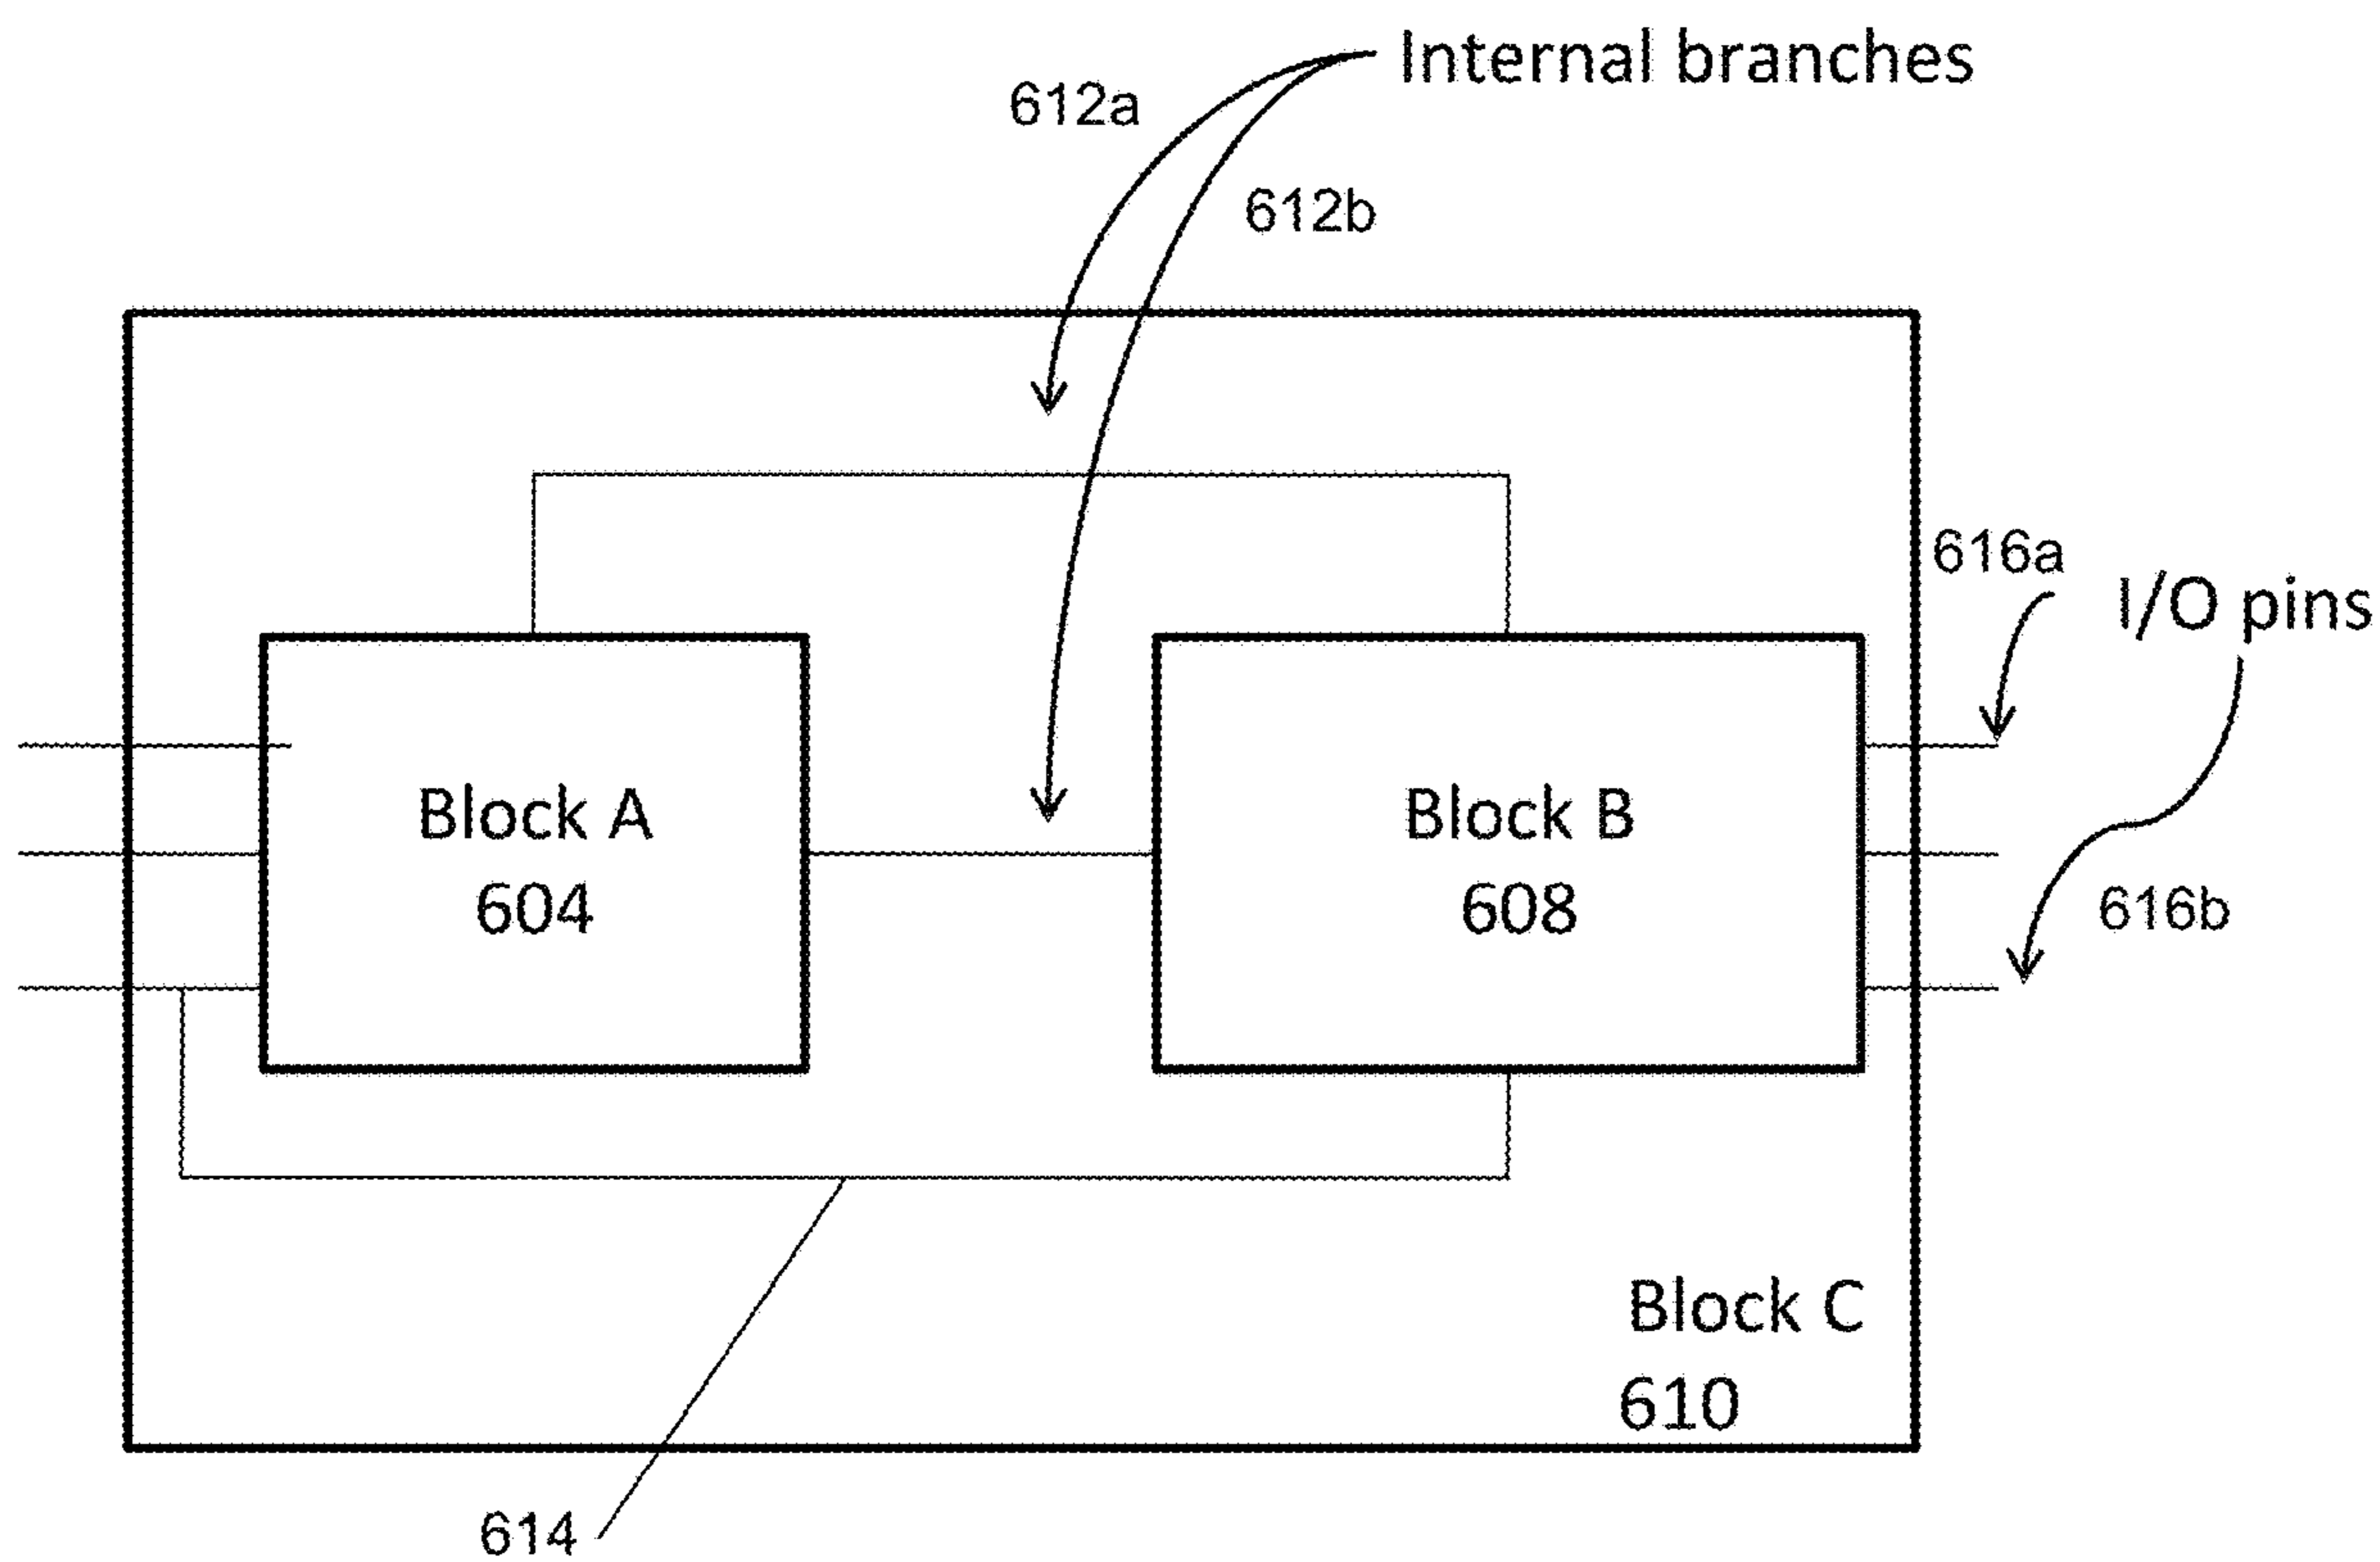 Internal branches
612a
612b
616a
I/O pins
Block A
604
Block B
608
616b
Block C
610
614